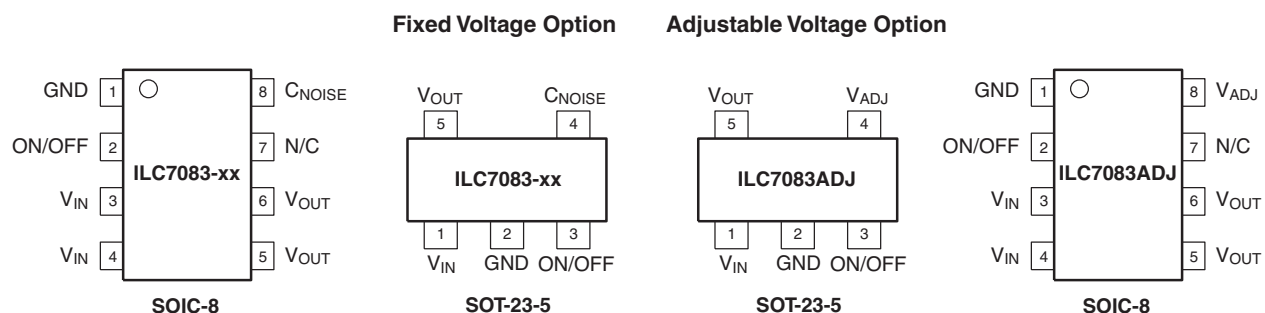 Fixed Voltage Option
Adjustable Voltage Option
GND 1
ON/OFF 2
VIN 3
VIN 4
8 CNOISE
7 N/C
6 VOUT
5 VOUT
ILC7083-xx
SOIC-8
VOUT CNOISE
5 4
ILC7083-xx
1 2 3
VIN GND ON/OFF
SOT-23-5
VOUT VADJ
5 4
ILC7083ADJ
1 2 3
VIN GND ON/OFF
SOT-23-5
GND 1
ON/OFF 2
VIN 3
VIN 4
8 VADJ
7 N/C
6 VOUT
5 VOUT
ILC7083ADJ
SOIC-8